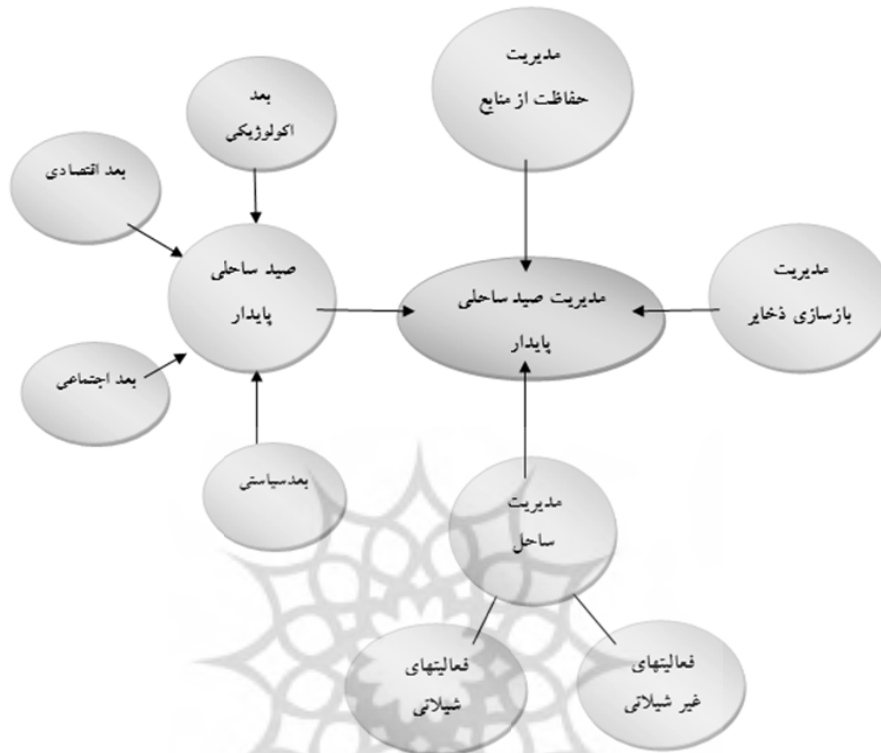 مدیریت
حفاظت از منابع
بعد
اکولوژیکی
بعد اقتصادی
صید ساحلی
پایدار
مدیریت صید ساحلی
پایدار
مدیریت
بازسازی ذخایر
بعد اجتماعی
بعدسیاستی
مدیریت
ساحل
فعالیتهای
شیلاتی
فعالیتهای
غیر شیلاتی